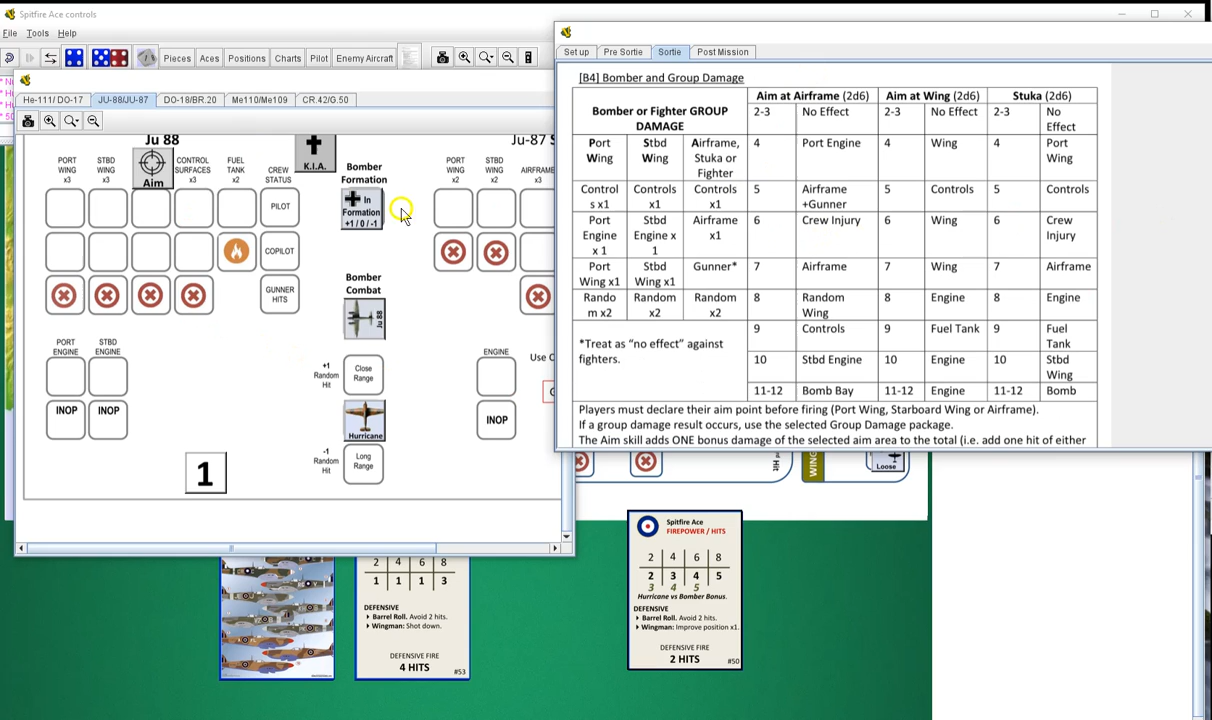 Spitfire Ace controls
File Tools Help
Pieces Aces Positions Charts Pilot Enemy Aircraft
He-111/ DO-17 JU-88/JU-87 DO-18/BR.20 Me110/Me109 CR.42/G.50
Ju 88
PORT WING x3
STBD WING x3
Aim
CONTROL SURFACES x3
FUEL TANK x2
CREW STATUS
K.I.A.
PILOT
COPILOT
GUNNER HITS
Bomber Formation
In Formation
+1 / 0 / -1
Bomber Combat
Ju 88
+1 Random Hit
Close Range
Hurricane
-1 Random Hit
Long Range
PORT ENGINE
STBD ENGINE
INOP INOP
1
Ju-87 S
PORT WING x2
STBD WING x2
AIRFRAME x3
ENGINE
INOP
Use C
Set up Pre Sortie Sortie Post Mission
[B4] Bomber and Group Damage
Bomber or Fighter GROUP DAMAGE
Aim at Airframe (2d6) Aim at Wing (2d6) Stuka (2d6)
2-3 No Effect 2-3 No Effect 2-3 No Effect
Port Wing Stbd Wing Airframe, Stuka or Fighter 4 Port Engine 4 Wing 4 Port Wing
Control s x1 Controls x1 Controls x1 5 Airframe +Gunner 5 Controls 5 Controls
Port Engine x 1 Stbd Engine x 1 Airframe x1 6 Crew Injury 6 Wing 6 Crew Injury
Port Wing x1 Stbd Wing x1 Gunner* 7 Airframe 7 Wing 7 Airframe
Rando m x2 Random x2 Random x2 8 Random Wing 8 Engine 8 Engine
*Treat as "no effect" against fighters.
9 Controls 9 Fuel Tank 9 Fuel Tank
10 Stbd Engine 10 Engine 10 Stbd Wing
11-12 Bomb Bay 11-12 Engine 11-12 Bomb
Players must declare their aim point before firing (Port Wing, Starboard Wing or Airframe).
If a group damage result occurs, use the selected Group Damage package.
The Aim skill adds ONE bonus damage of the selected aim area to the total (i.e. add one hit of either
Hit
WING
Loose
2 4 6 8
1 1 1 3
DEFENSIVE
Barrel Roll. Avoid 2 hits.
Wingman: Shot down.
DEFENSIVE FIRE
4 HITS
#53
Spitfire Ace
FIREPOWER / HITS
2 4 6 8
2 3 4 5
3 4 5
Hurricane vs Bomber Bonus.
DEFENSIVE
Barrel Roll. Avoid 2 hits.
Wingman: Improve position x1.
DEFENSIVE FIRE
2 HITS
#50